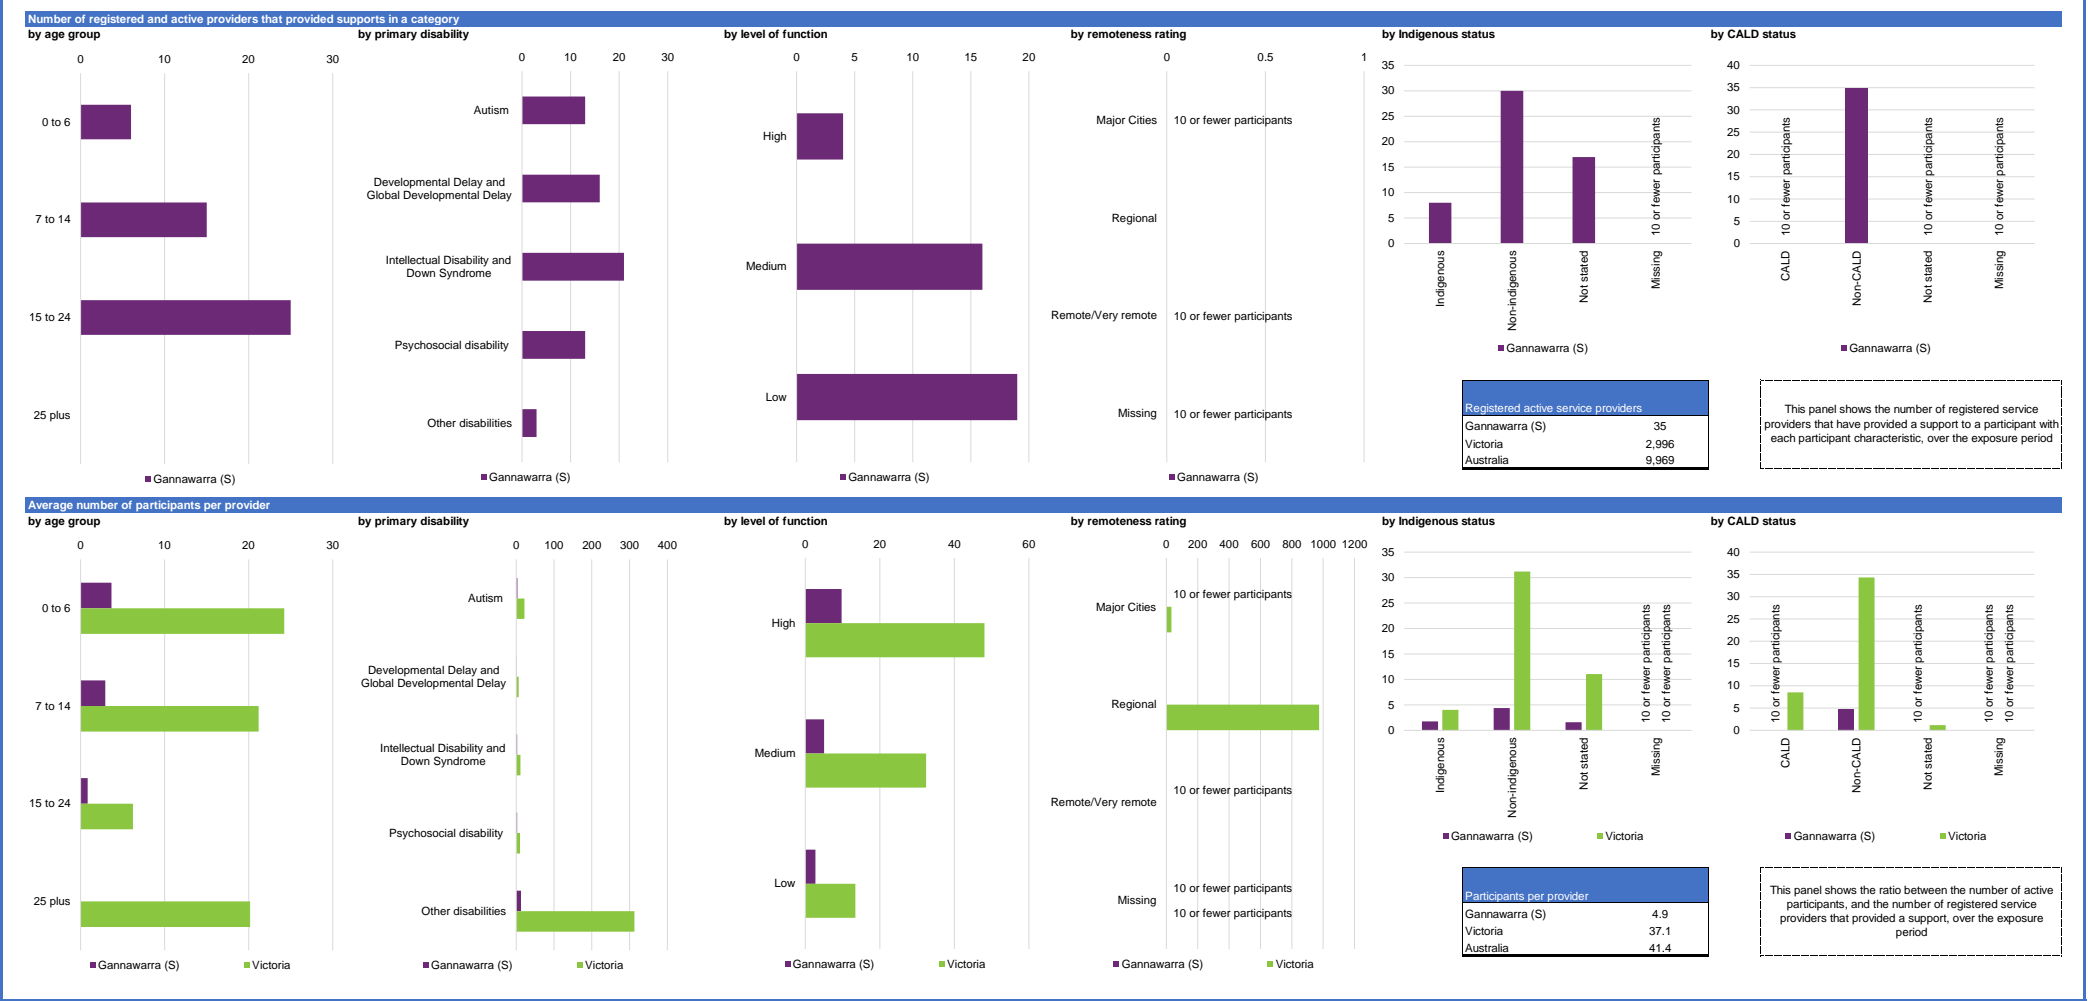 Number of registered and active providers that provided supports in a category
by age group
0 10 20 30
0 to 6
7 to 14
15 to 24
25 plus
Gannawarra (S)
by primary disability
0 10 20 30
Autism
Developmental Delay and
Global Developmental Delay
Intellectual Disability and
Down Syndrome
Psychosocial disability
Other disabilities
Gannawarra (S)
by level of function
0 5 10 15 20
High
Medium
Low
Gannawarra (S)
by remoteness rating
0 0.5 1
Major Cities 10 or fewer participants
Regional
Remote/Very remote 10 or fewer participants
Missing 10 or fewer participants
Gannawarra (S)
by Indigenous status
35
30
25
20
15
10
5
0
10 or fewer participants
Indigenous
Non-indigenous
Not stated
Missing
Gannawarra (S)
by CALD status
40
35
30
25
20
15
10
5
0
10 or fewer participants
10 or fewer participants
10 or fewer participants
CALD
Non-CALD
Not stated
Missing
Gannawarra (S)
Registered active service providers
Gannawarra (S) 35
Victoria 2,996
Australia 9,969
This panel shows the number of registered service
providers that have provided a support to a participant with
each participant characteristic, over the exposure period
Average number of participants per provider
by age group
0 10 20 30
0 to 6
7 to 14
15 to 24
25 plus
Gannawarra (S) Victoria
by primary disability
0 100 200 300 400
Autism
Developmental Delay and
Global Developmental Delay
Intellectual Disability and
Down Syndrome
Psychosocial disability
Other disabilities
Gannawarra (S) Victoria
by level of function
0 20 40 60
High
Medium
Low
Gannawarra (S) Victoria
by remoteness rating
0 200 400 600 800 1000 1200
10 or fewer participants
Major Cities
Regional
10 or fewer participants
Remote/Very remote
10 or fewer participants
Missing
10 or fewer participants
Gannawarra (S) Victoria
by Indigenous status
35
30
25
20
15
10
5
0
10 or fewer participants
10 or fewer participants
Indigenous
Non-indigenous
Not stated
Missing
Gannawarra (S) Victoria
by CALD status
40
35
30
25
20
15
10
5
0
10 or fewer participants
10 or fewer participants
10 or fewer participants
10 or fewer participants
CALD
Non-CALD
Not stated
Missing
Gannawarra (S) Victoria
Participants per provider
Gannawarra (S) 4.9
Victoria 37.1
Australia 41.4
This panel shows the ratio between the number of active
participants, and the number of registered service
providers that provided a support, over the exposure
period